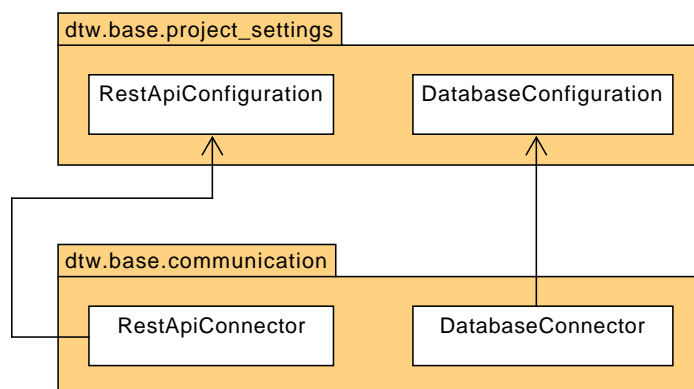 dtw.base.project_settings
RestApiConfiguration
DatabaseConfiguration
dtw.base.communication
RestApiConnector
DatabaseConnector